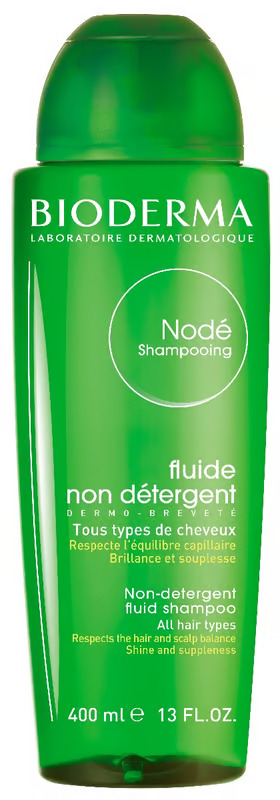 BIODERMA
LABORATOIRE DERMATOLOGIQUE
Nodé
Shampooing
fluide
non détergent
DERMO-BREVETÉ
Tous types de cheveux
Respecte l'équilibre capillaire
Brillance et souplesse
Non-detergent
fluid shampoo
All hair types
Respects the hair and scalp balance
Shine and suppleness
400 ml ℮ 13 FL.OZ.